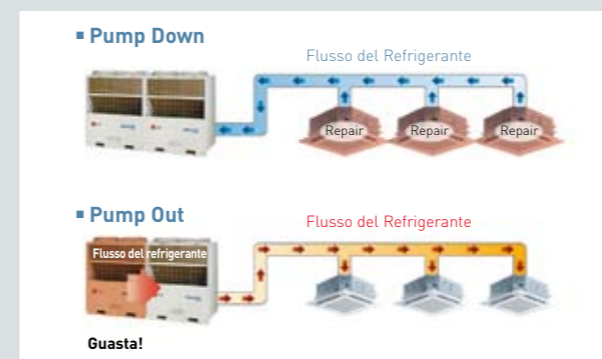 Pump Down
Flusso del Refrigerante
Repair
Repair
Repair
Pump Out
Flusso del Refrigerante
Flusso del refrigerante
Guasta!